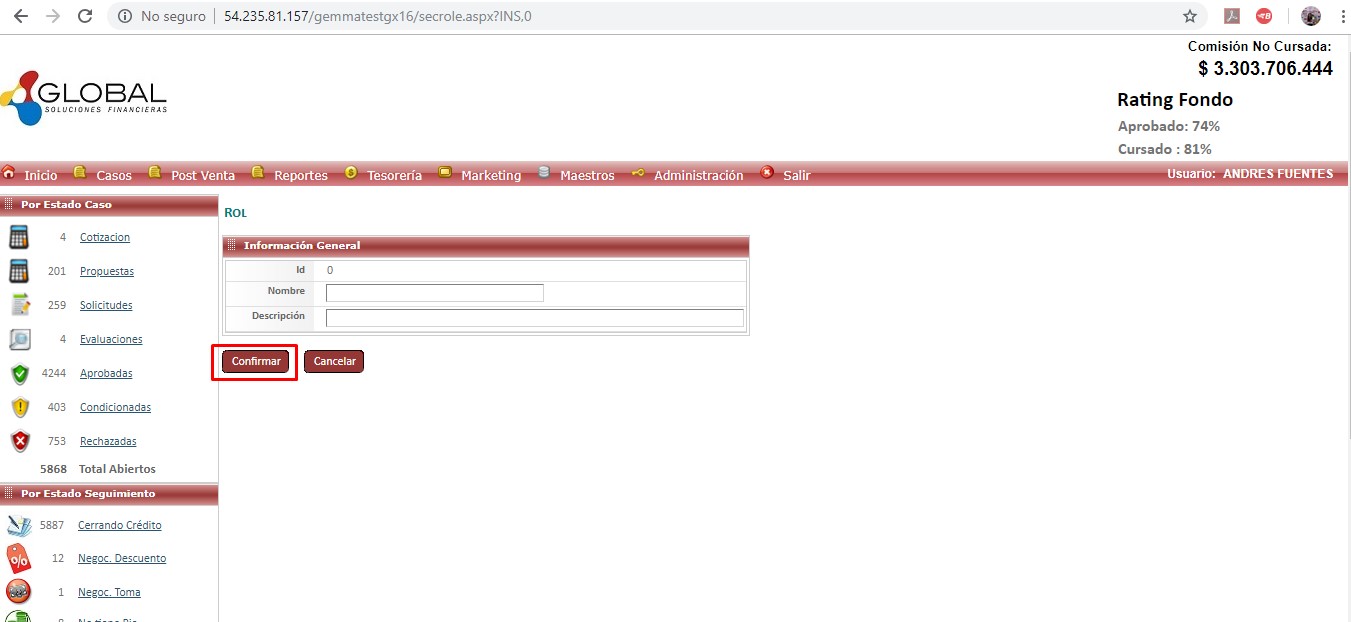 No seguro
54.235.81.157/gemmatestgx16/secrole.aspx?INS,0
Comisión No Cursada:
$ 3.303.706.444
GLOBAL
SOLUCIONES FINANCIERAS
Rating Fondo
Aprobado: 74%
Cursado : 81%
Inicio Casos Post Venta Reportes Tesorería Marketing Maestros Administración Salir Usuario: ANDRES FUENTES
Por Estado Caso
4 Cotizacion
201 Propuestas
259 Solicitudes
4 Evaluaciones
4244 Aprobadas
403 Condicionadas
753 Rechazadas
5868 Total Abiertos
Por Estado Seguimiento
5887 Cerrando Crédito
12 Negoc. Descuento
1 Negoc. Toma
ROL
Información General
Id 0
Nombre
Descripción
Confirmar Cancelar